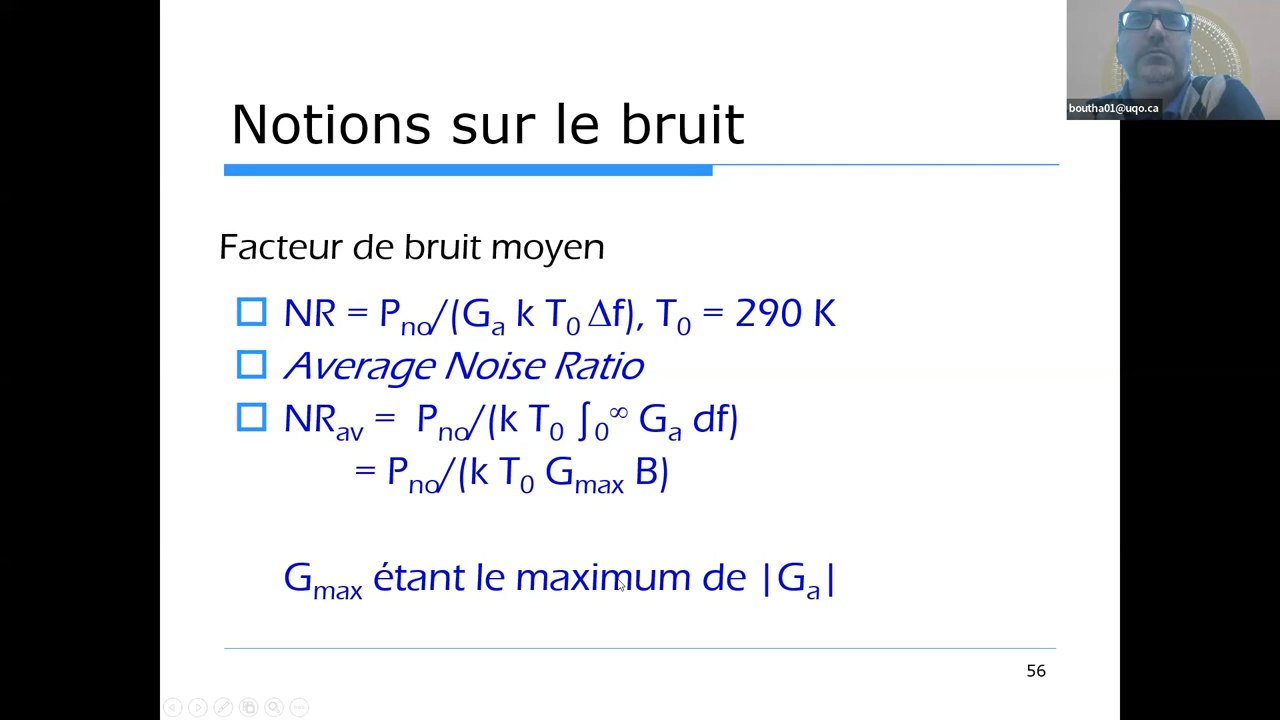 boutha01@uqo.ca
Notions sur le bruit
Facteur de bruit moyen
NR = Pno/(Ga k T0 Δf), T0 = 290 K
Average Noise Ratio
NRav = Pno/(k T0 ∫0∞ Ga df)
= Pno/(k T0 Gmax B)
Gmax étant le maximum de |Ga|
56